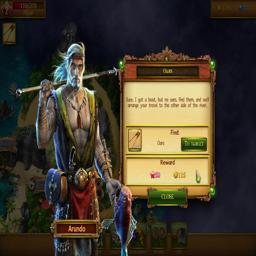 Oars
Sure, I got a boat, but no oars. Find them, and we'll
arrange your travel to the other side of the river.
Find:
Oars
To target
Reward
CLOSE
Arundo